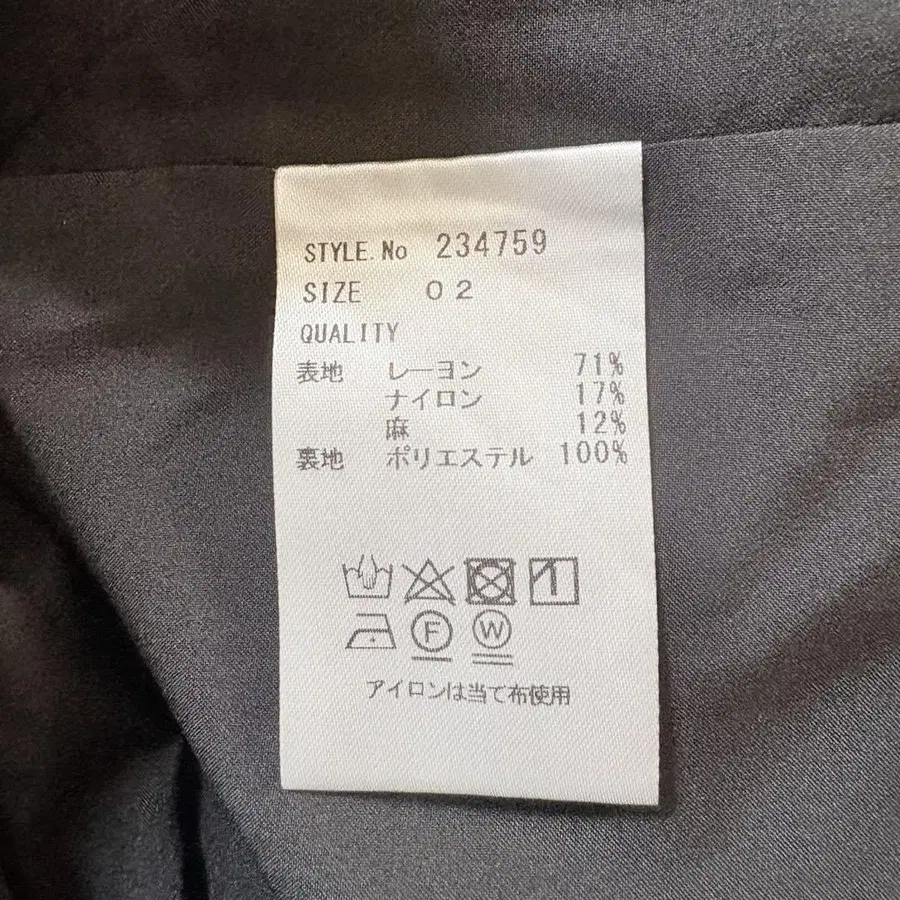 STYLE.No 234759
SIZE 02
QUALITY
表地 レーヨン 71%
ナイロン 17%
麻 12%
裏地 ポリエステル 100%
F W
アイロンは当て布使用